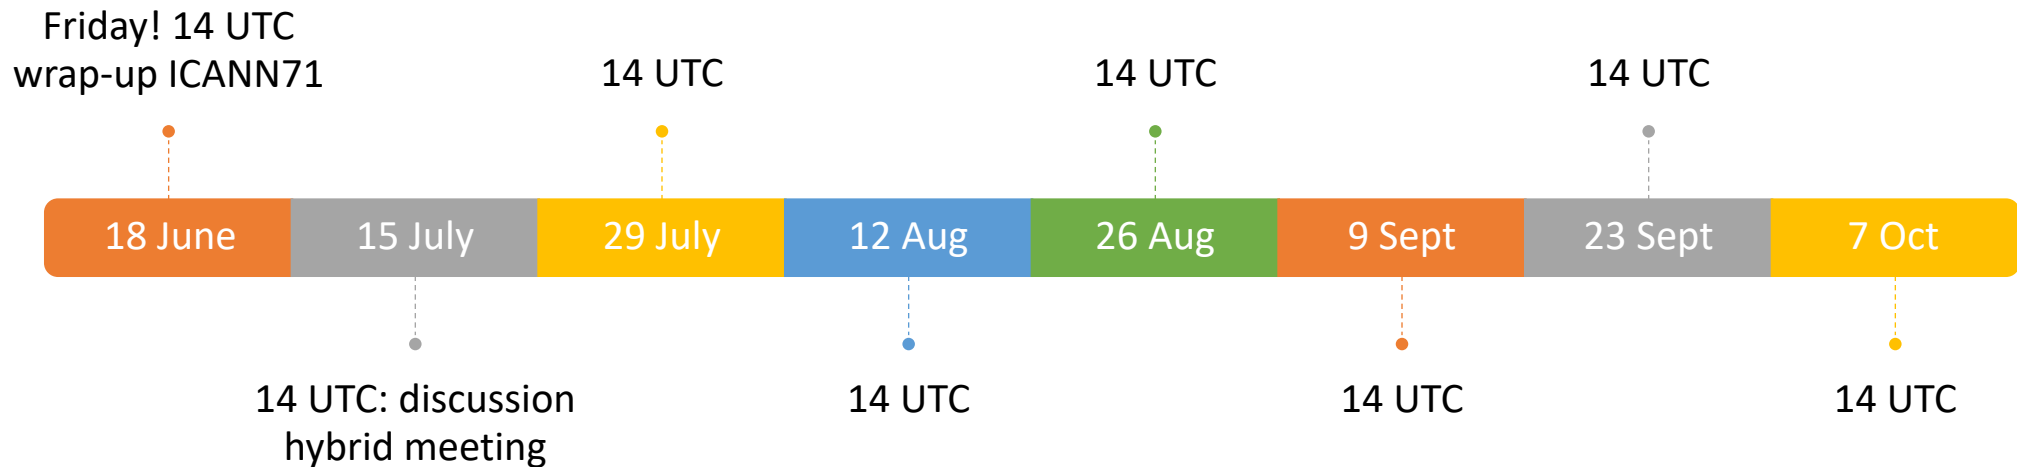 Friday! 14 UTC
wrap-up ICANN71
14 UTC
14 UTC
14 UTC
18 June
15 July
29 July
12 Aug
26 Aug
9 Sept
23 Sept
7 Oct
14 UTC: discussion
hybrid meeting
14 UTC
14 UTC
14 UTC